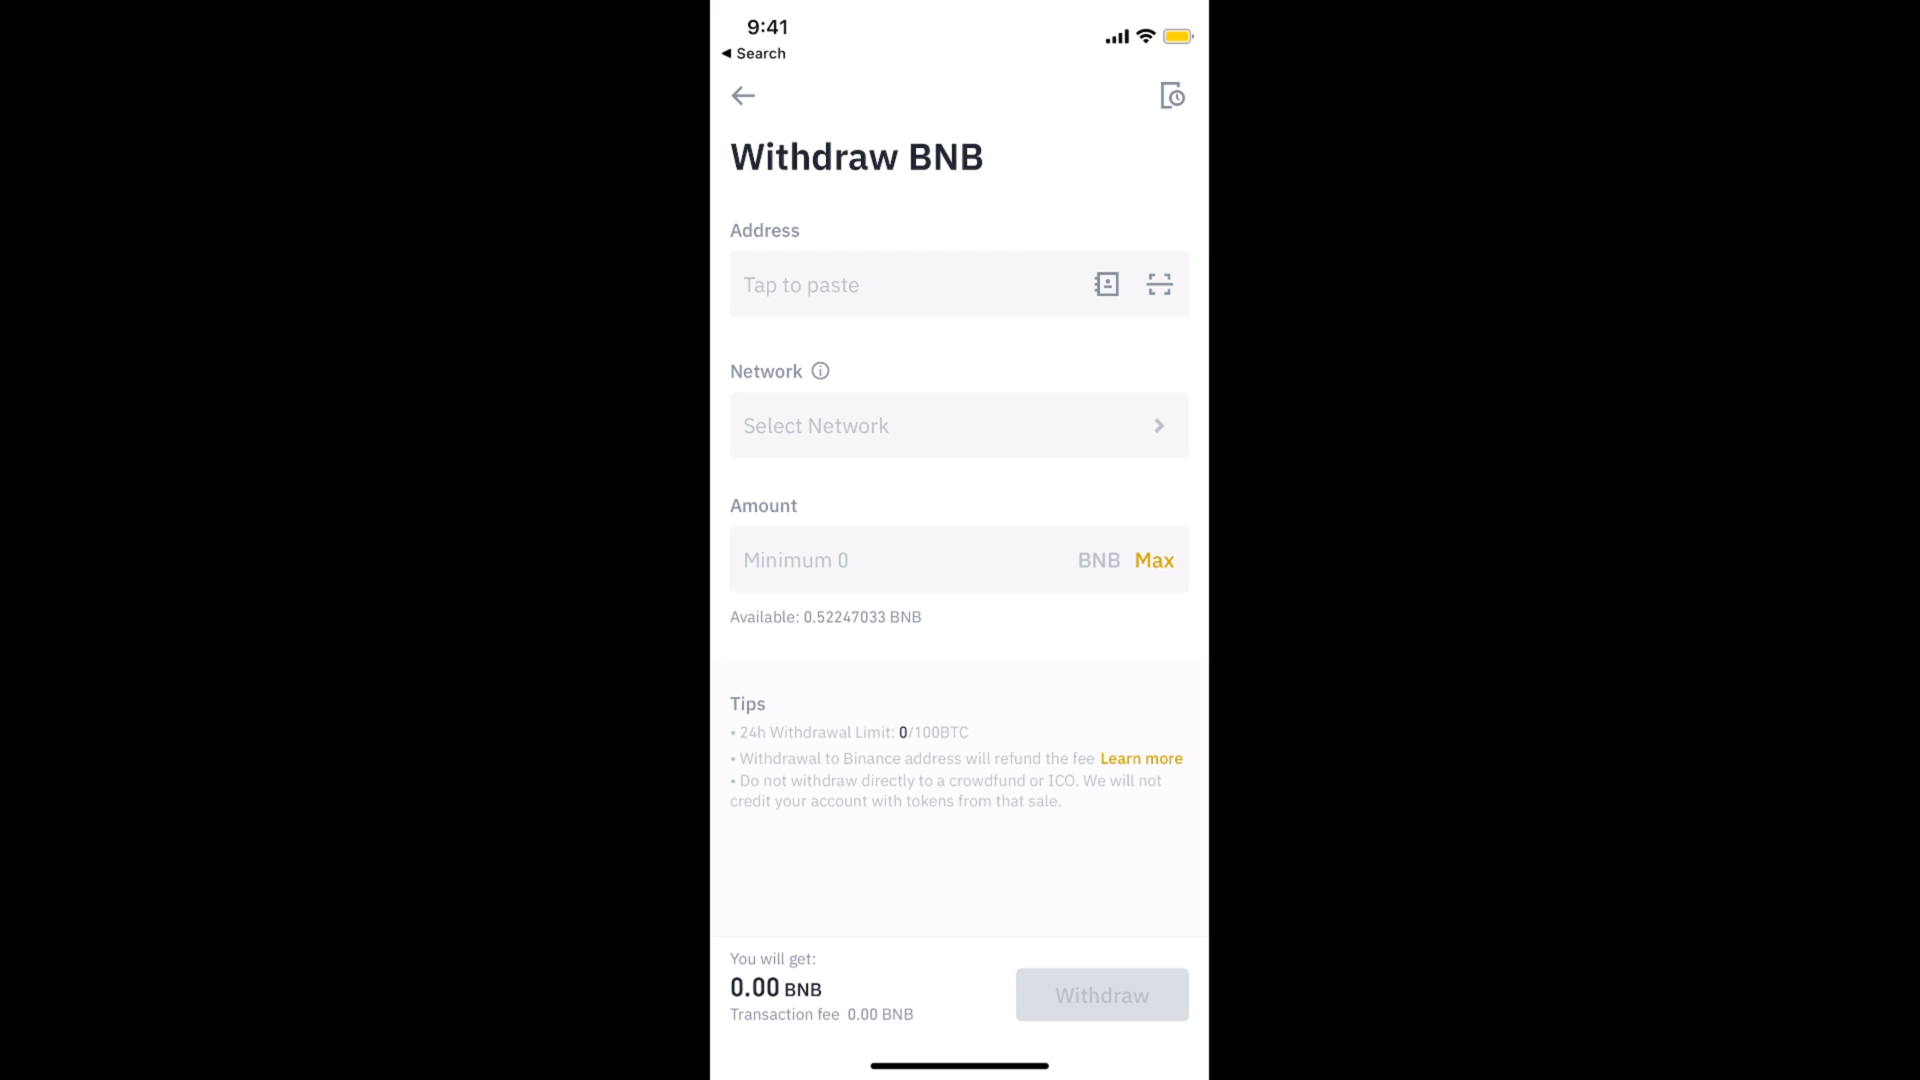 9:41
◀ Search
Withdraw BNB
Address
Tap to paste
Network
Select Network
Amount
Minimum 0 BNB Max
Available: 0.52247033 BNB
Tips
• 24h Withdrawal Limit: 0/100BTC
• Withdrawal to Binance address will refund the fee Learn more
• Do not withdraw directly to a crowdfund or ICO. We will not
credit your account with tokens from that sale.
You will get:
0.00 BNB
Transaction fee 0.00 BNB
Withdraw